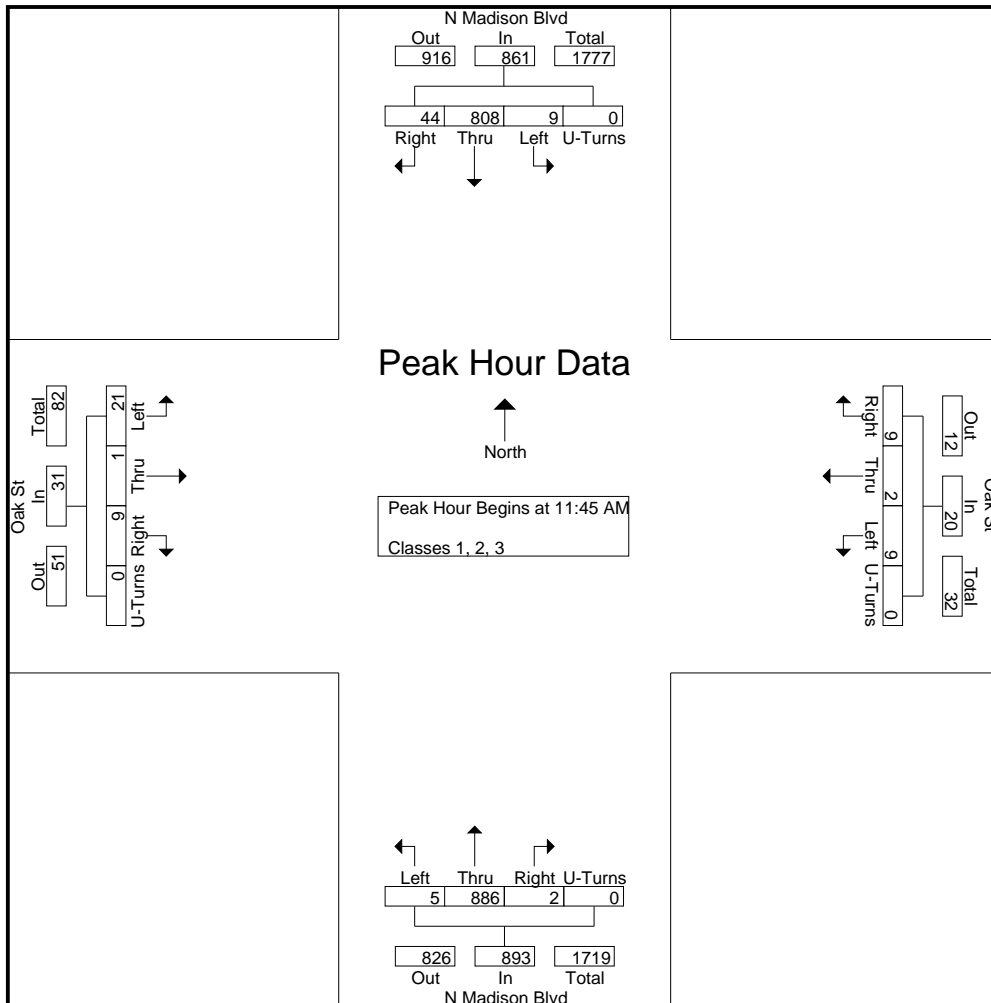 N Madison Blvd
Out In Total
916 861 1777
44 808 9 0
Right Thru Left U-Turns
Peak Hour Data
North
Peak Hour Begins at 11:45 AM
Classes 1, 2, 3
Oak St
Total In Out
82 31 51
21 1 9 0
Left Thru Right U-Turns
Right Thru Left U-Turns
9 2 9 0
Out In Total
12 20 32
Oak St
Left Thru Right U-Turns
5 886 2 0
826 893 1719
Out In Total
N Madison Blvd